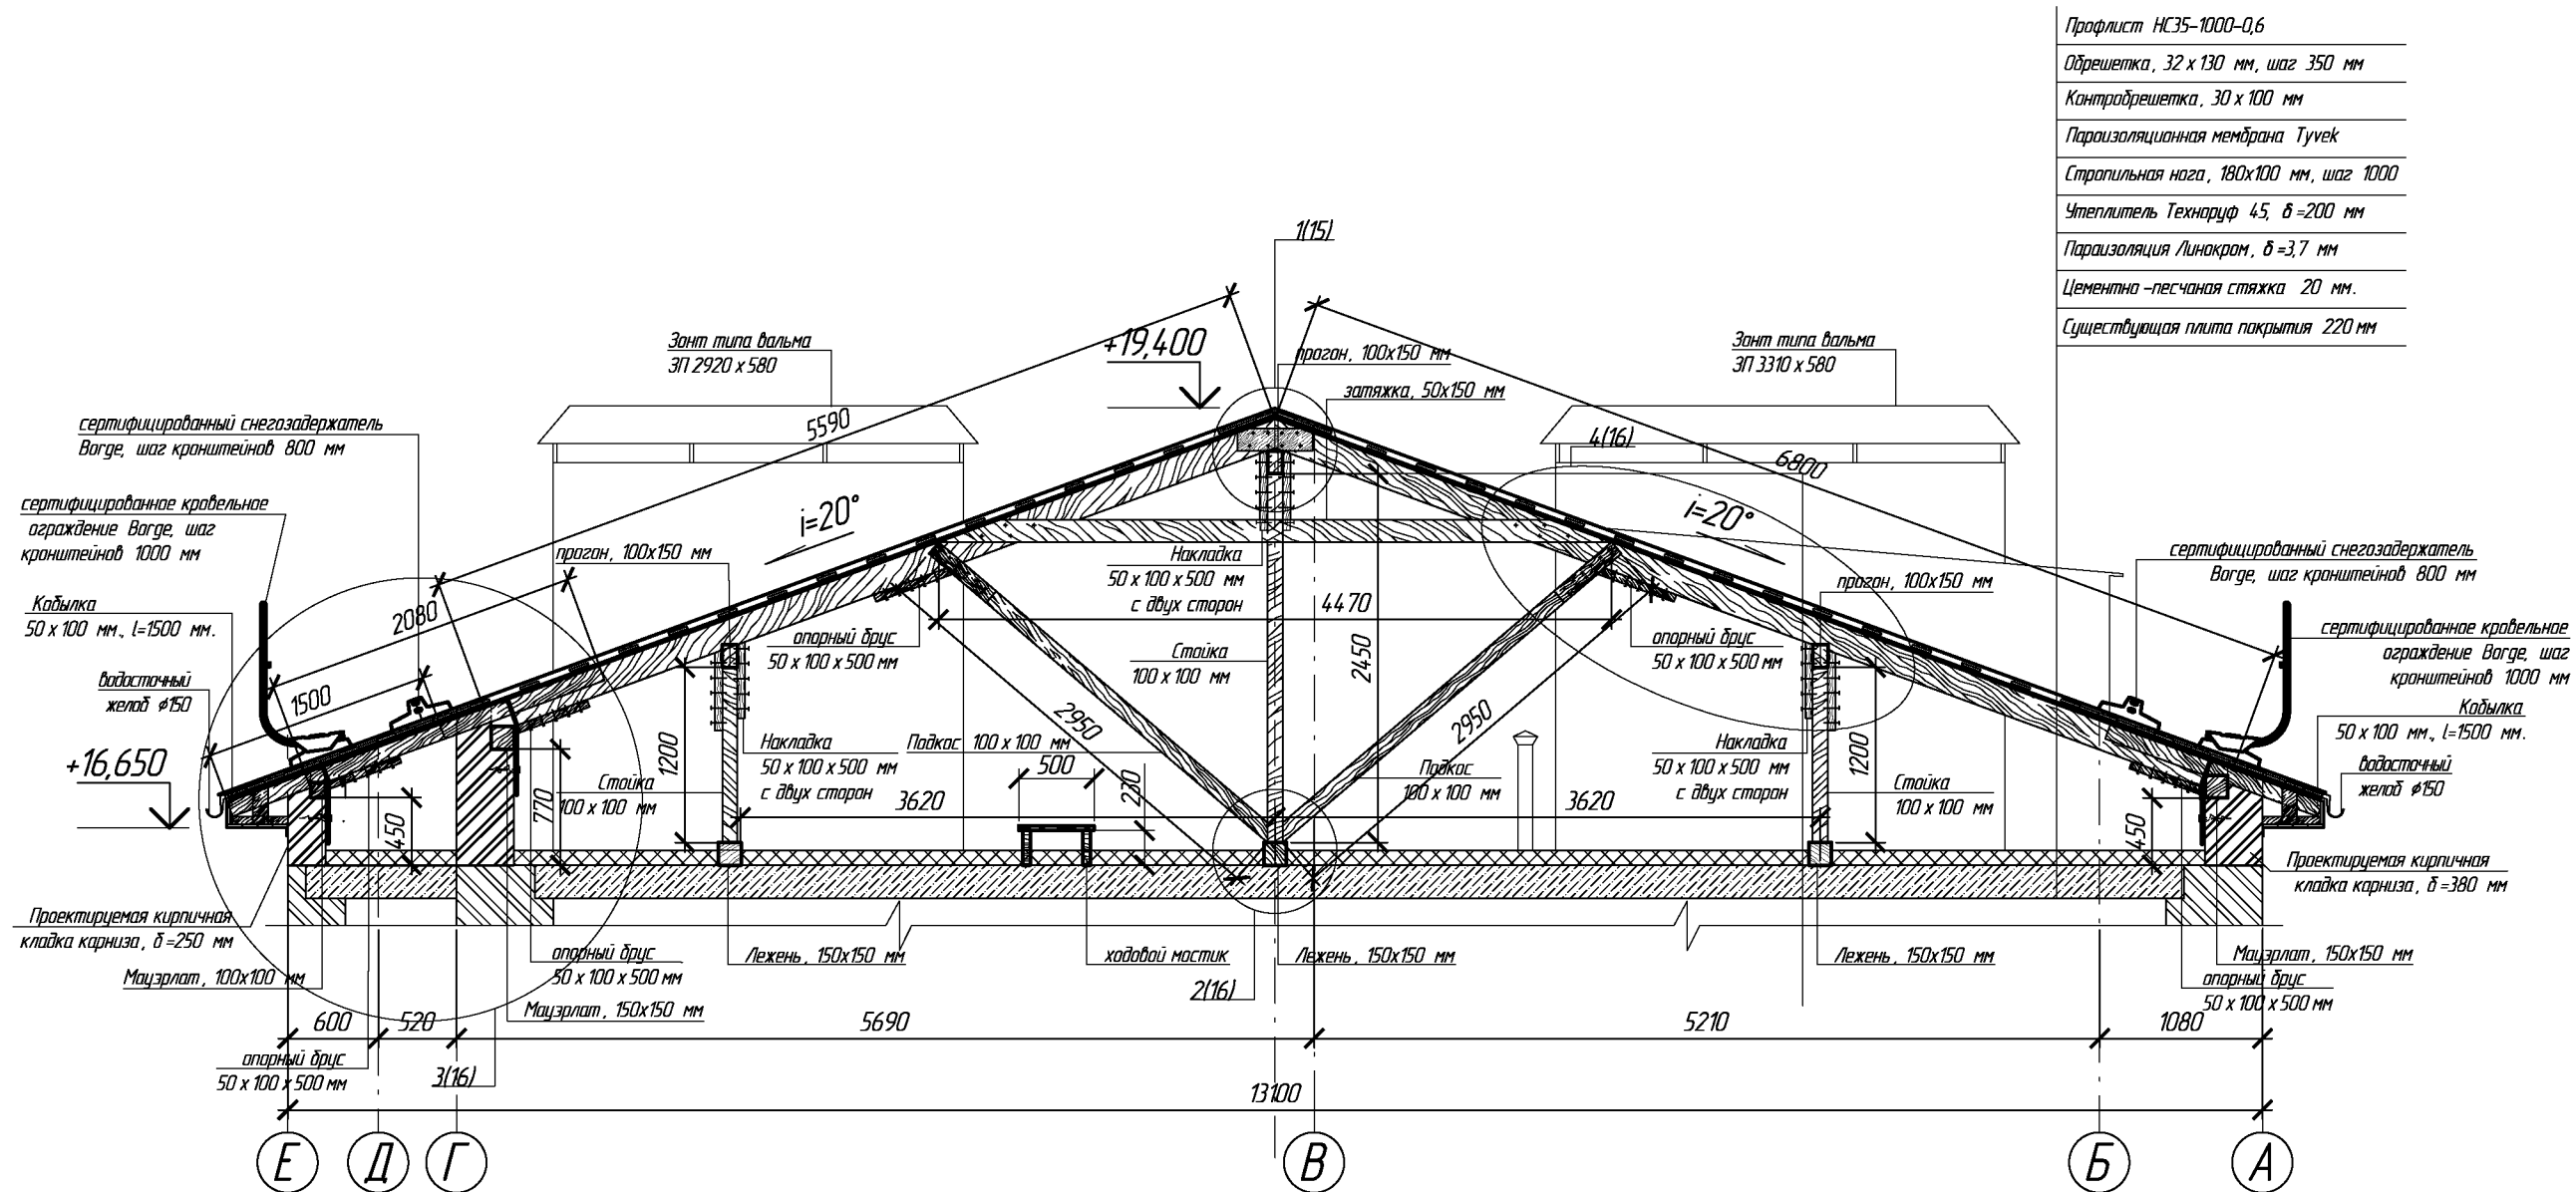 Профлист НС35-1000-0,6
Обрешетка, 32 х 130 мм, шаг 350 мм
Контробрешетка, 30 х 100 мм
Пароизоляционная мембрана Tyvek
Стропильная нога, 180х100 мм, шаг 1000
Утеплитель Техноруф 45, δ=200 мм
Пароизоляция Линокром, δ=3,7 мм
Цементно-песчаная стяжка 20 мм.
Существующая плита покрытия 220 мм
1(15)
+19,400
прогон, 100х150 мм
затяжка, 50х150 мм
Зонт типа вальма
ЗП 2920 х 580
Зонт типа вальма
ЗП 3310 х 580
5590
6800
4(16)
i=20°
i=20°
сертифицированный снегозадержатель
Borge, шаг кронштейнов 800 мм
сертифицированное кровельное
ограждение Borge, шаг
кронштейнов 1000 мм
Кобылка
50 х 100 мм., l=1500 мм.
водосточный
желоб ⌀150
+16,650
2080
1500
прогон, 100х150 мм
опорный брус
50 х 100 х 500 мм
Накладка
50 х 100 х 500 мм
с двух сторон
4470
2450
Стойка
100 х 100 мм
опорный брус
50 х 100 х 500 мм
прогон, 100х150 мм
сертифицированный снегозадержатель
Borge, шаг кронштейнов 800 мм
сертифицированное кровельное
ограждение Borge, шаг
кронштейнов 1000 мм
Кобылка
50 х 100 мм., l=1500 мм.
водосточный
желоб ⌀150
2950
2950
1200
1200
Накладка
50 х 100 х 500 мм
с двух сторон
Подкос 100 х 100 мм
500
230
Стойка
100 х 100 мм
770
450
3620
3620
Подкос
100 х 100 мм
Накладка
50 х 100 х 500 мм
с двух сторон
Стойка
100 х 100 мм
450
Проектируемая кирпичная
кладка карниза, δ=380 мм
Проектируемая кирпичная
кладка карниза, δ=250 мм
Мауэрлат, 100х100 мм
опорный брус
50 х 100 х 500 мм
Мауэрлат, 150х150 мм
Лежень, 150х150 мм
ходовой мостик
Лежень, 150х150 мм
Лежень, 150х150 мм
Мауэрлат, 150х150 мм
опорный брус
50 х 100 х 500 мм
2(16)
600
520
5690
5210
1080
опорный брус
50 х 100 х 500 мм
3(16)
13100
Е
Д
Г
В
Б
А